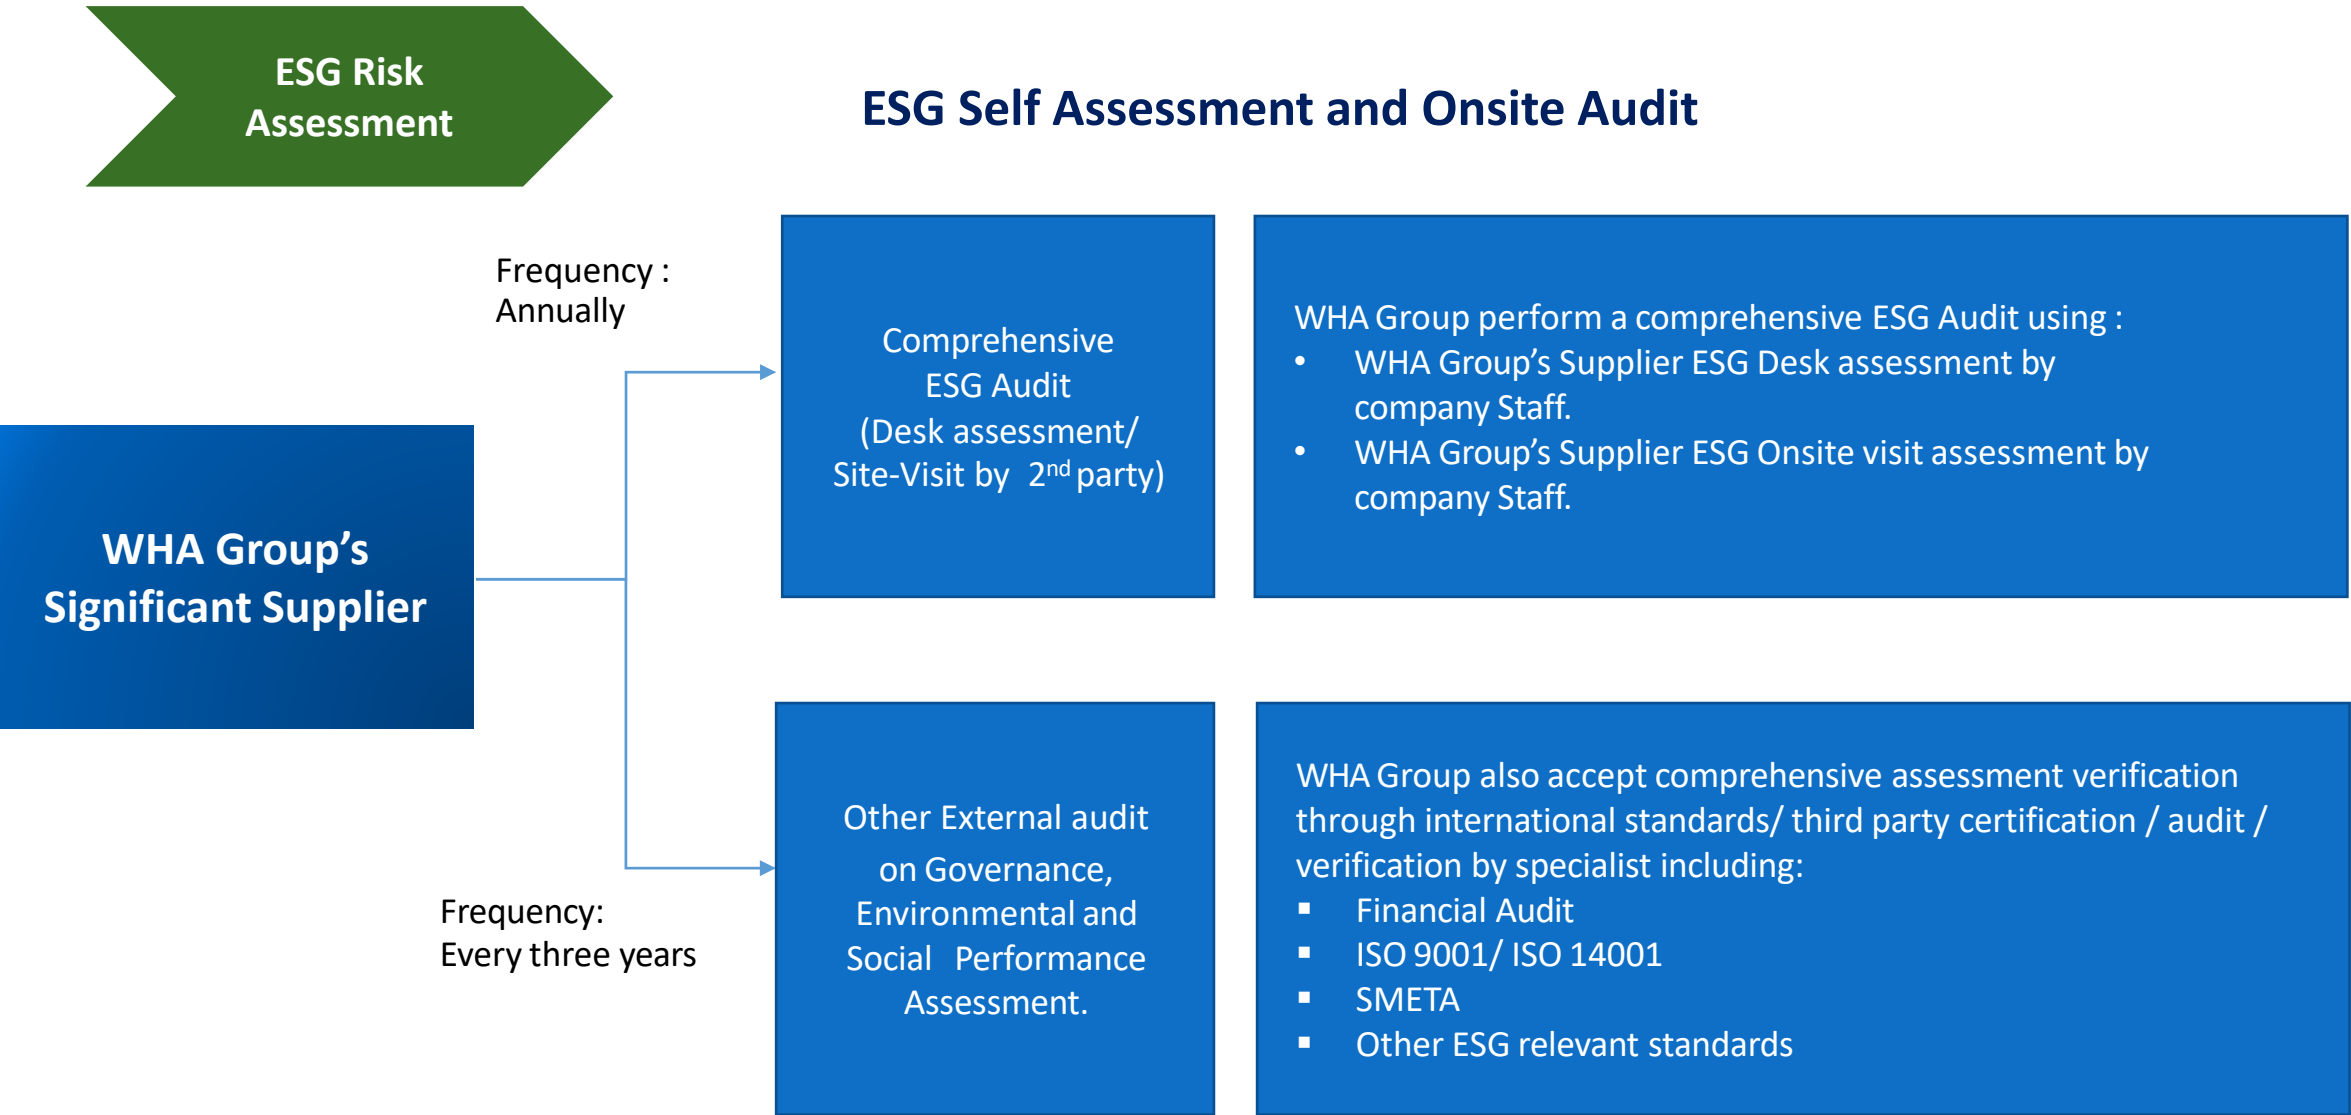 ESG Risk
Assessment
ESG Self Assessment and Onsite Audit
Frequency :
Annually
Comprehensive
ESG Audit
(Desk assessment/
Site-Visit by 2nd party)
WHA Group perform a comprehensive ESG Audit using :
• WHA Group’s Supplier ESG Desk assessment by
company Staff.
• WHA Group’s Supplier ESG Onsite visit assessment by
company Staff.
WHA Group’s
Significant Supplier
Frequency:
Every three years
Other External audit
on Governance,
Environmental and
Social Performance
Assessment.
WHA Group also accept comprehensive assessment verification
through international standards/ third party certification / audit /
verification by specialist including:
▪ Financial Audit
▪ ISO 9001/ ISO 14001
▪ SMETA
▪ Other ESG relevant standards